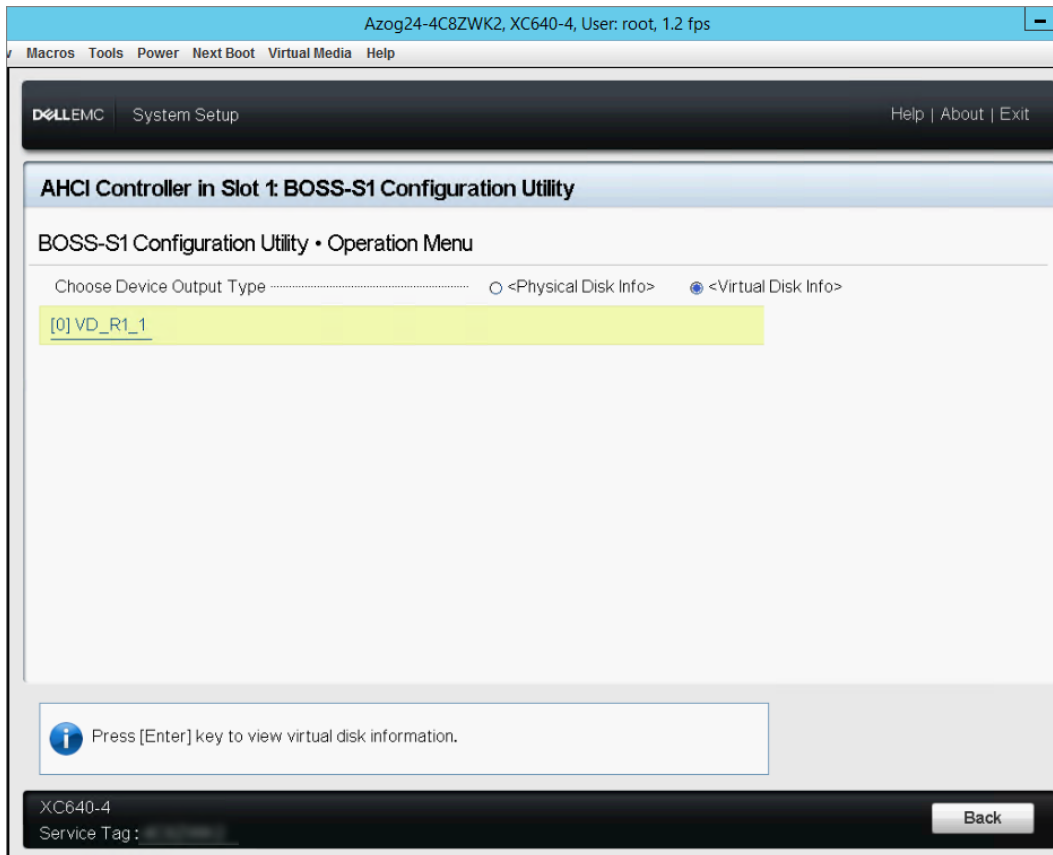 Azog24-4C8ZWK2, XC640-4, User: root, 1.2 fps
Macros Tools Power Next Boot Virtual Media Help
DELLEMC System Setup Help | About | Exit
AHCI Controller in Slot 1: BOSS-S1 Configuration Utility
BOSS-S1 Configuration Utility • Operation Menu
Choose Device Output Type <Physical Disk Info> <Virtual Disk Info>
[0] VD_R1_1
Press [Enter] key to view virtual disk information.
XC640-4
Service Tag :
Back